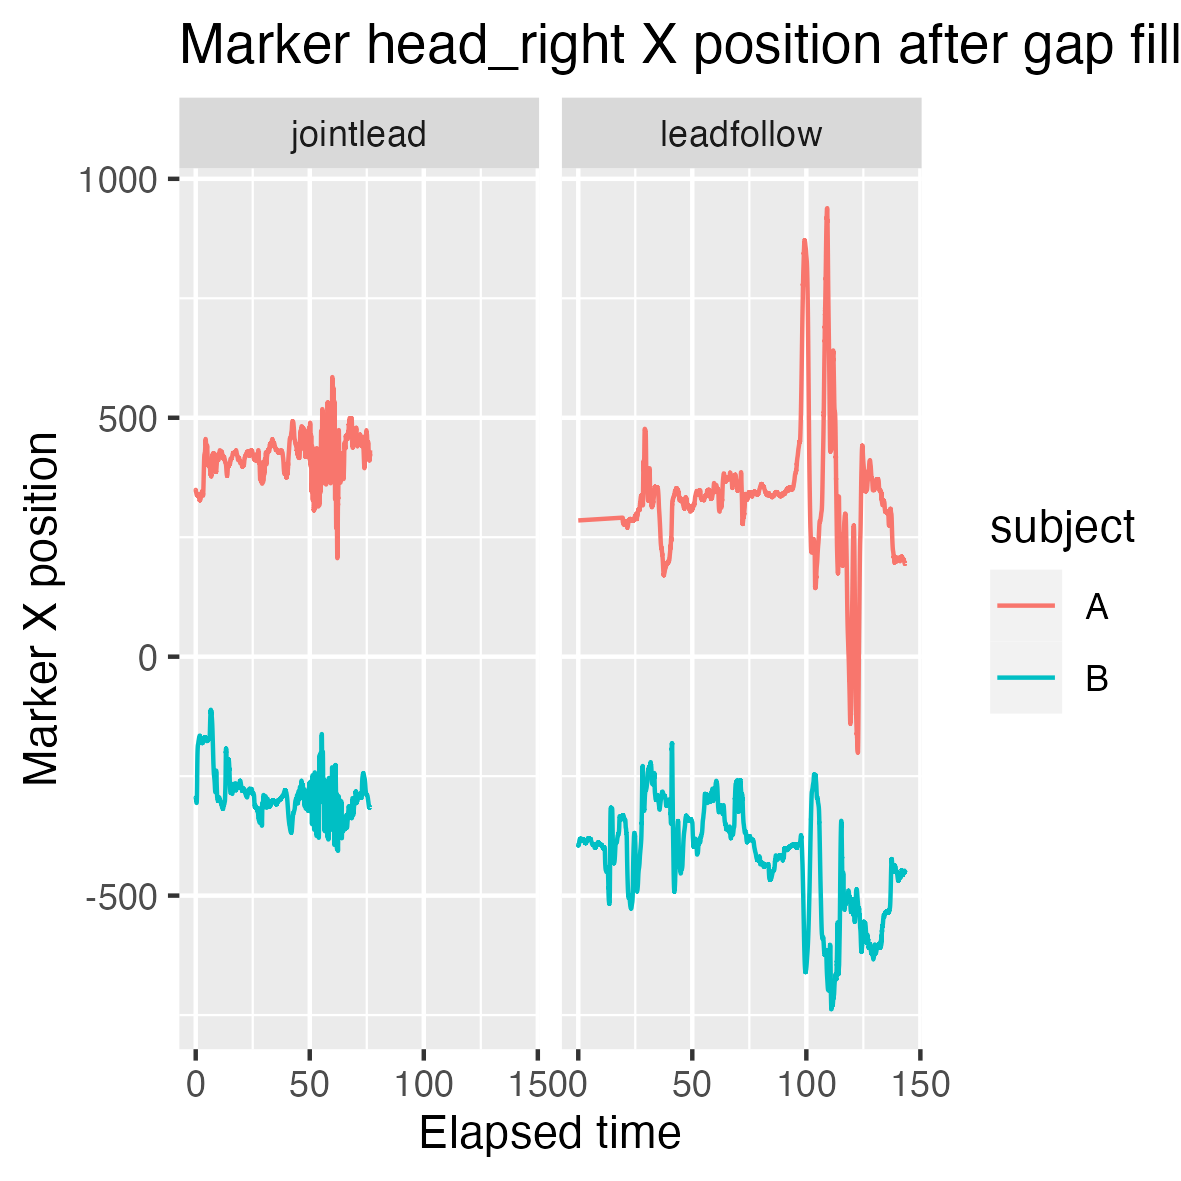 Marker head_right X position after gap fill
jointlead
leadfollow
1000
500
0
-500
Marker X position
0 50 100 150
0 50 100 150
Elapsed time
subject
A
B